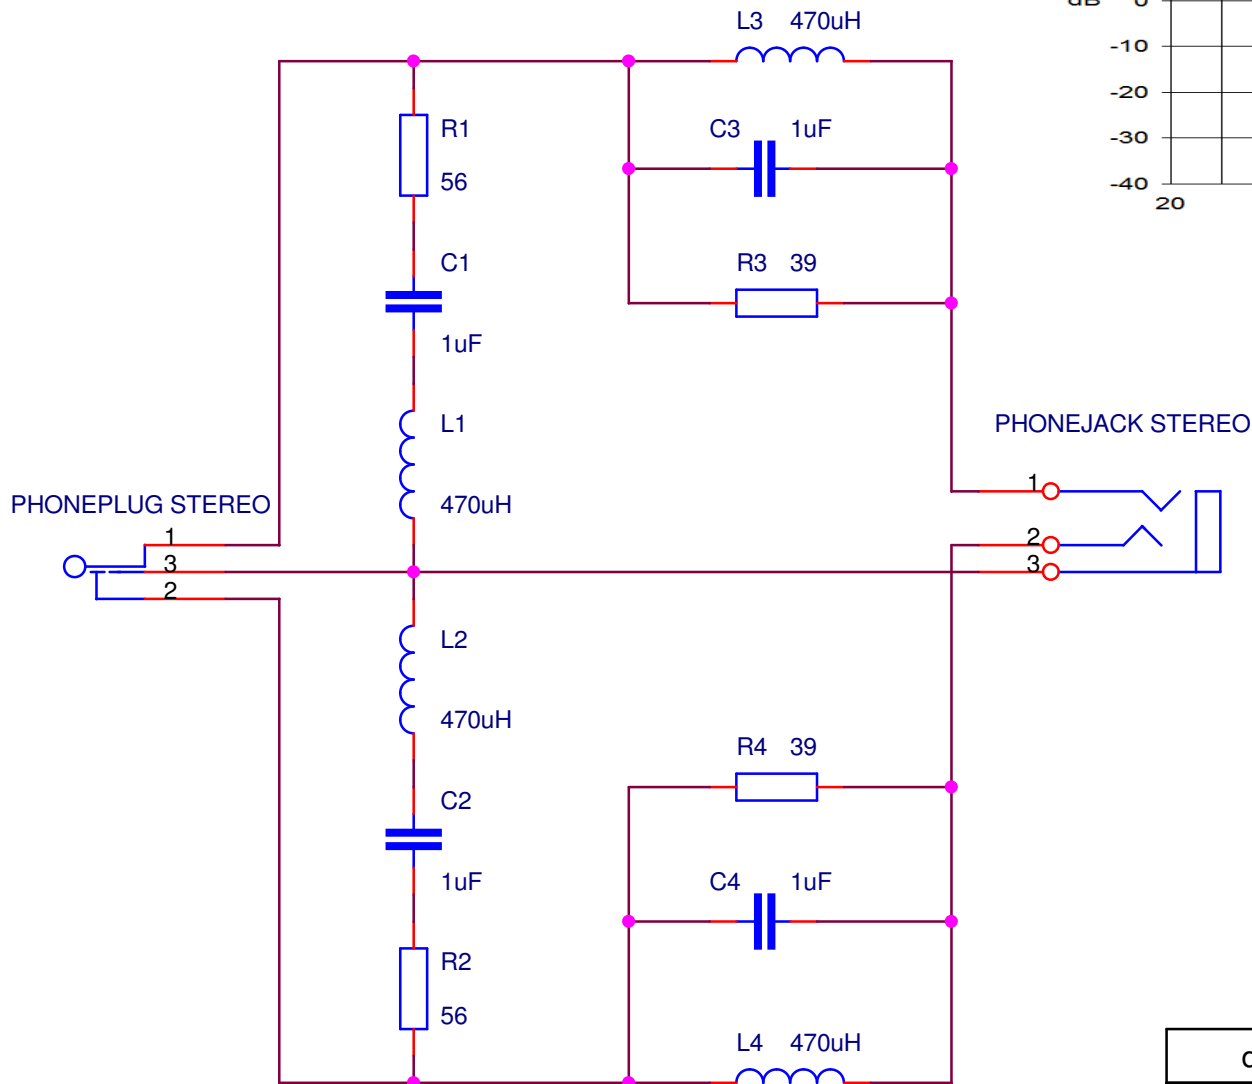 dB 0
L3 470uH
-10
-20
-30
-40
20
R1
56
C3 1uF
C1
1uF
R3 39
L1
470uH
PHONEJACK STEREO
PHONEPLUG STEREO
1
3
2
1
2
3
L2
470uH
R4 39
C2
1uF
C4 1uF
R2
56
L4 470uH